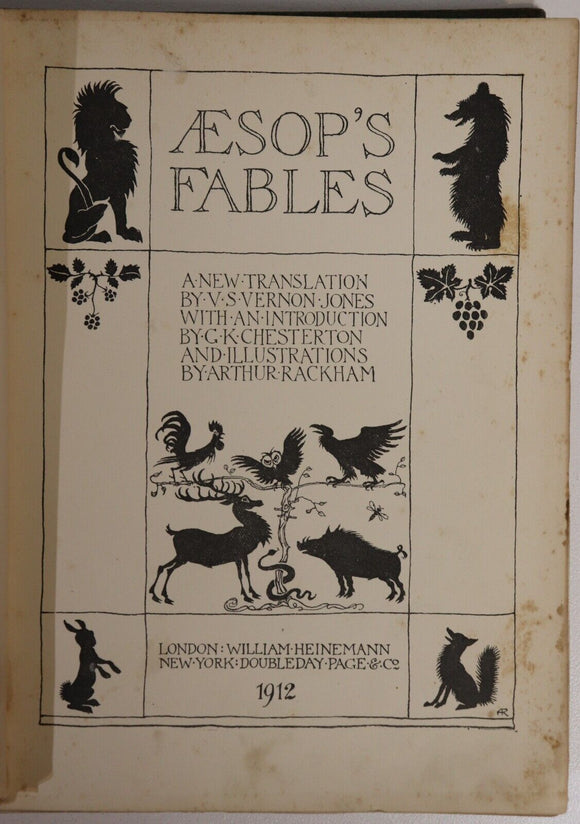 ÆSOP'S
FABLES
A·NEW·TRANSLATION
BY·V·S·VERNON·JONES
WITH·AN·INTRODUCTION
BY·G·K·CHESTERTON
AND·ILLUSTRATIONS
BY·ARTHUR·RACKHAM
LONDON:WILLIAM·HEINEMANN
NEW·YORK:DOUBLEDAY·PAGE·&·Co
1912
AR